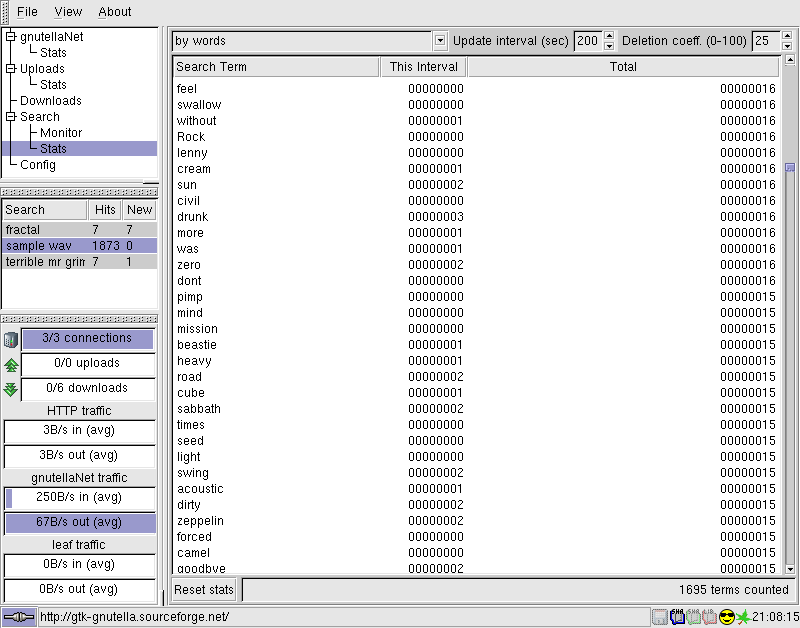 File View About
gnutellaNet
Stats
Uploads
Stats
Downloads
Search
Monitor
Stats
Config
Search Hits New
fractal 7 7
sample wav 1873 0
terrible mr grim 7 1
3/3 connections
0/0 uploads
0/6 downloads
HTTP traffic
3B/s in (avg)
3B/s out (avg)
gnutellaNet traffic
250B/s in (avg)
67B/s out (avg)
leaf traffic
0B/s in (avg)
0B/s out (avg)
by words Update interval (sec) 200 Deletion coeff. (0-100) 25
Search Term This Interval Total
feel 00000000 00000016
swallow 00000000 00000016
without 00000001 00000016
Rock 00000000 00000016
lenny 00000000 00000016
cream 00000001 00000016
sun 00000002 00000016
civil 00000000 00000016
drunk 00000003 00000016
more 00000001 00000016
was 00000001 00000016
zero 00000002 00000016
dont 00000000 00000016
pimp 00000000 00000015
mind 00000000 00000015
mission 00000000 00000015
beastie 00000001 00000015
heavy 00000001 00000015
road 00000002 00000015
cube 00000001 00000015
sabbath 00000002 00000015
times 00000000 00000015
seed 00000000 00000015
light 00000000 00000015
swing 00000002 00000015
acoustic 00000001 00000015
dirty 00000002 00000015
zeppelin 00000002 00000015
forced 00000000 00000015
camel 00000000 00000015
goodbye 00000002 00000015
Reset stats 1695 terms counted
http://gtk-gnutella.sourceforge.net/ 21:08:15